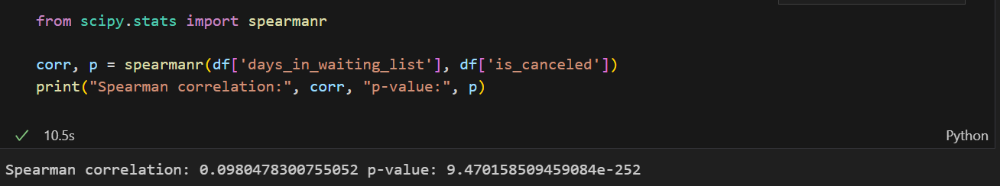 from scipy.stats import spearmanr
corr, p = spearmanr(df['days_in_waiting_list'], df['is_canceled'])
print("Spearman correlation:", corr, "p-value:", p)
10.5s
Python
Spearman correlation: 0.0980478300755052 p-value: 9.470158509459084e-252